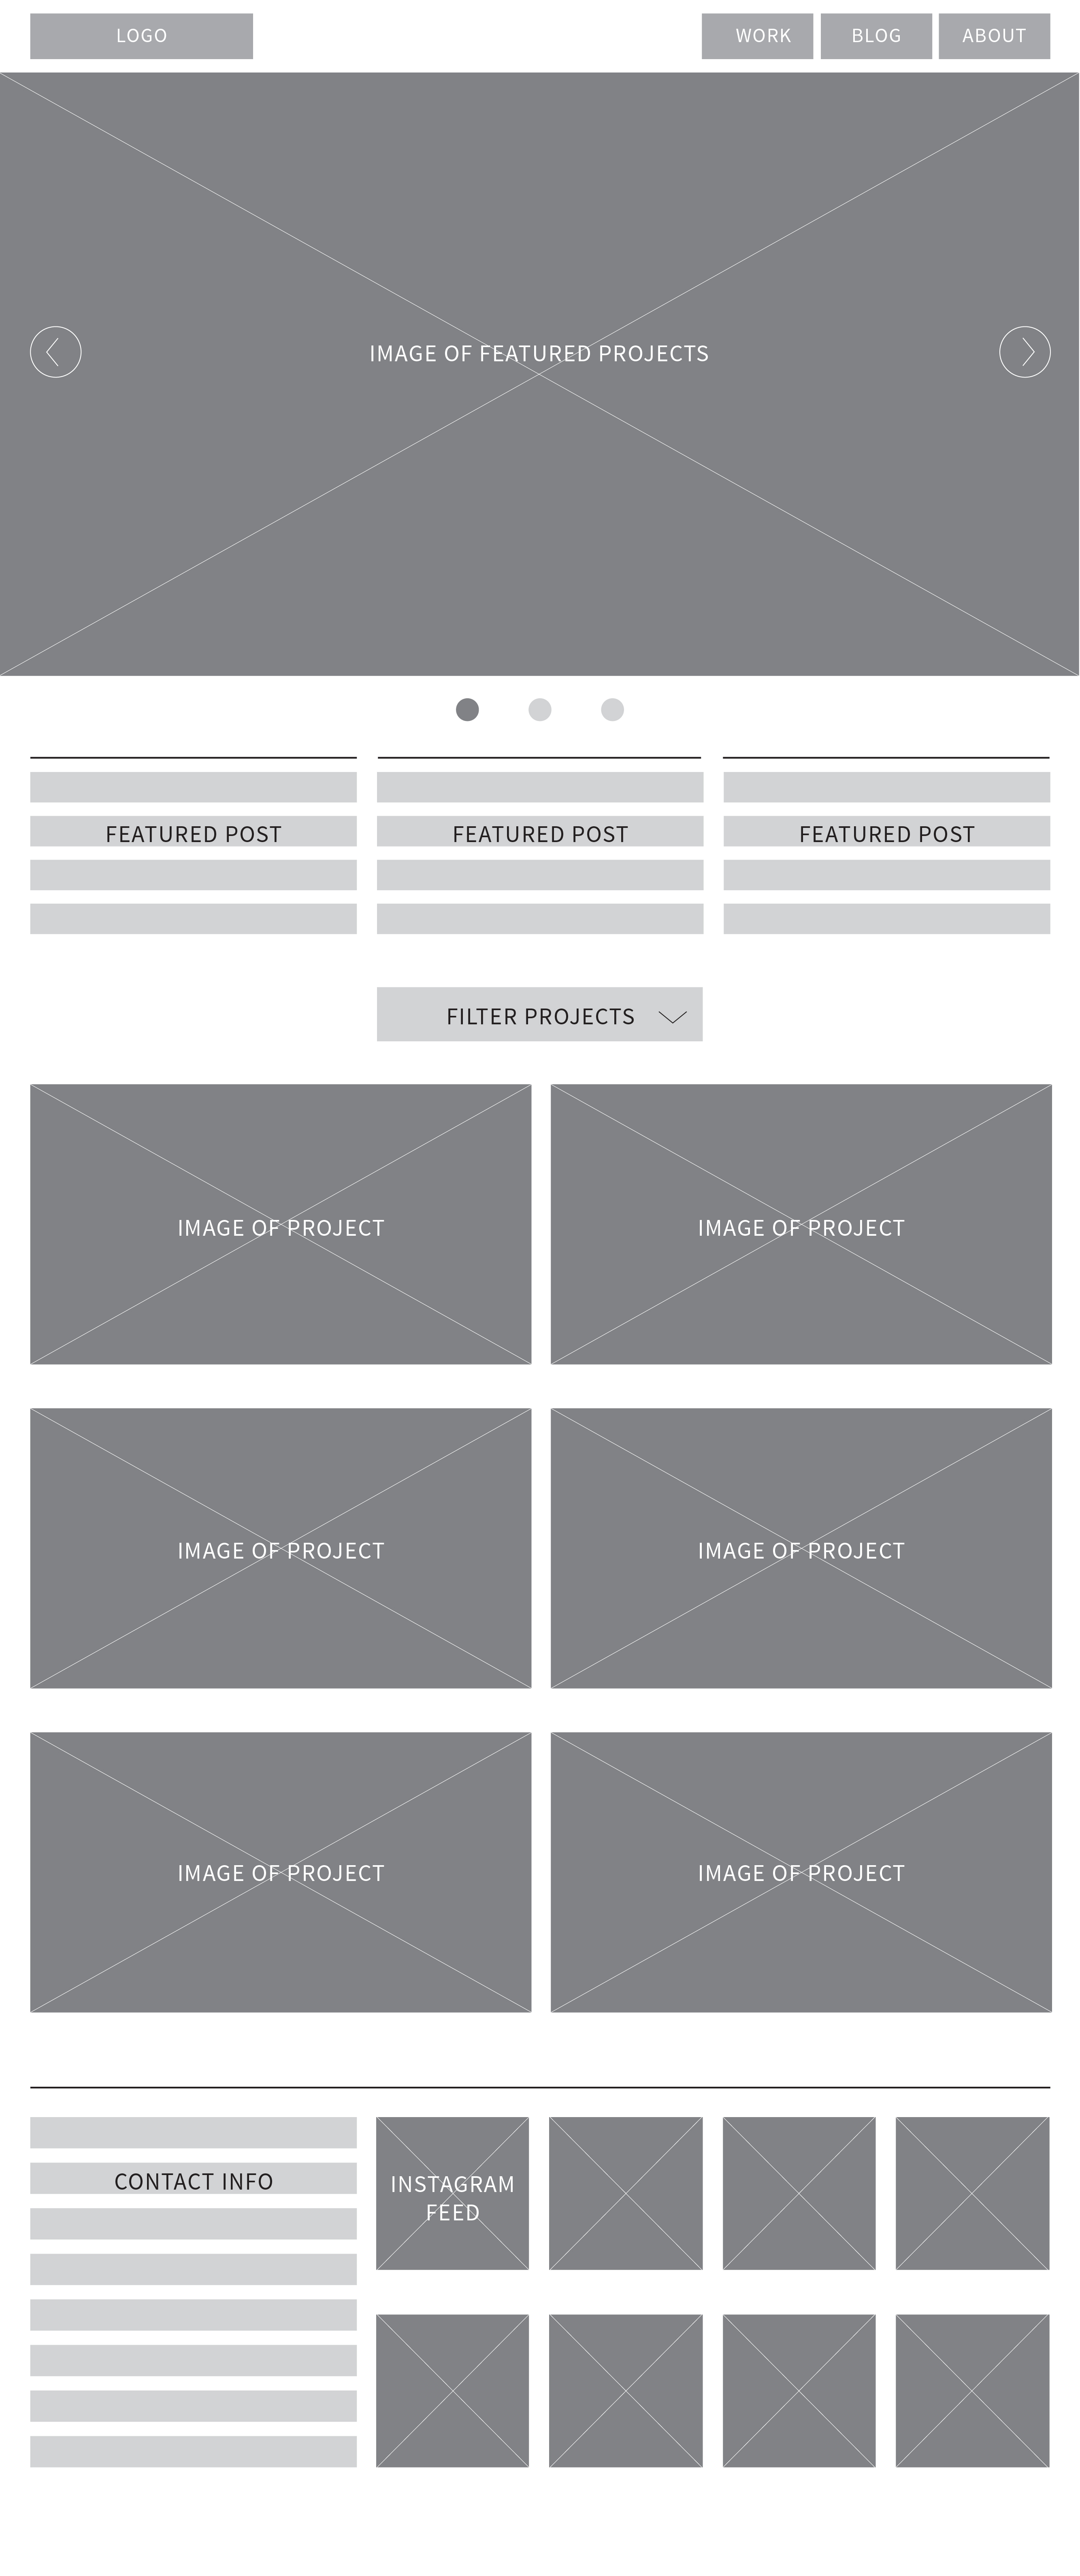 LOGO
WORK
BLOG
ABOUT
IMAGE OF FEATURED PROJECTS
FEATURED POST
FEATURED POST
FEATURED POST
FILTER PROJECTS
IMAGE OF PROJECT
IMAGE OF PROJECT
IMAGE OF PROJECT
IMAGE OF PROJECT
IMAGE OF PROJECT
IMAGE OF PROJECT
CONTACT INFO
INSTAGRAM
FEED